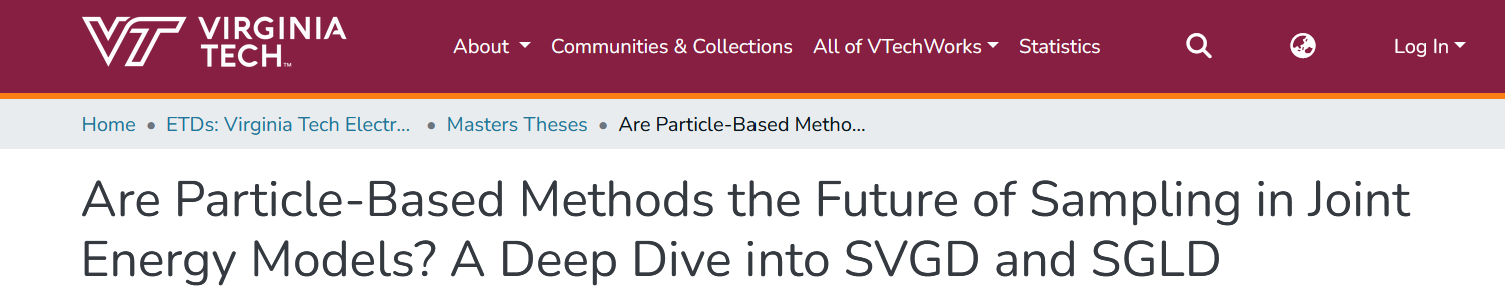 VT VIRGINIA TECH™
About Communities & Collections All of VTechWorks Statistics Log In
Home • ETDs: Virginia Tech Electr... • Masters Theses • Are Particle-Based Metho...
Are Particle-Based Methods the Future of Sampling in Joint
Energy Models? A Deep Dive into SVGD and SGLD